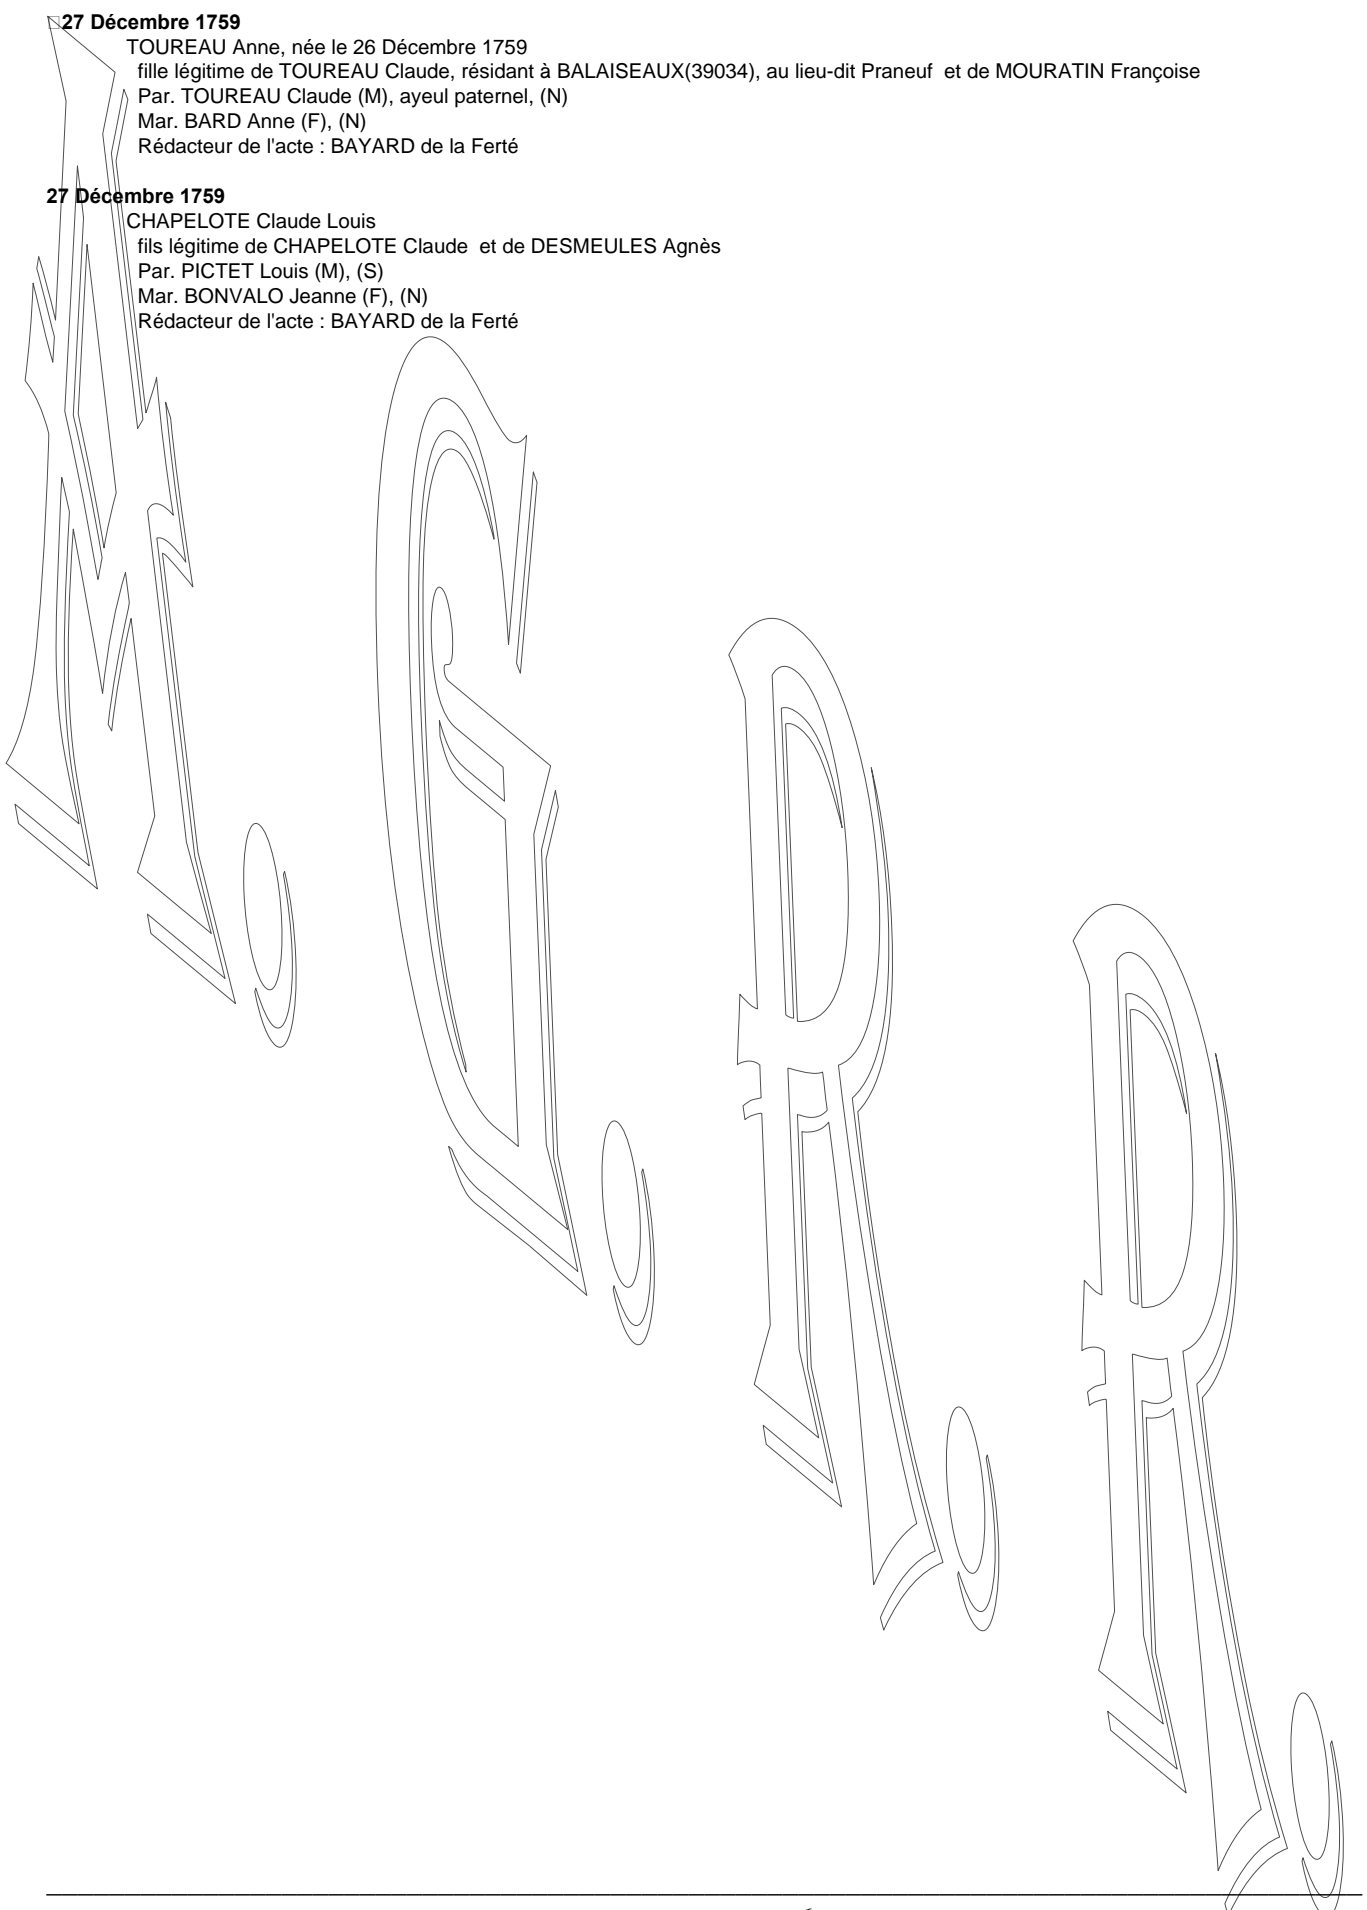 27 Décembre 1759
TOUREAU Anne, née le 26 Décembre 1759
fille légitime de TOUREAU Claude, résidant à BALAISEAUX(39034), au lieu-dit Praneuf et de MOURATIN Françoise
Par. TOUREAU Claude (M), ayeul paternel, (N)
Mar. BARD Anne (F), (N)
Rédacteur de l'acte : BAYARD de la Ferté
27 Décembre 1759
CHAPELOTE Claude Louis
fils légitime de CHAPELOTE Claude et de DESMEULES Agnès
Par. PICTET Louis (M), (S)
Mar. BONVALO Jeanne (F), (N)
Rédacteur de l'acte : BAYARD de la Ferté
A.G.R.R.